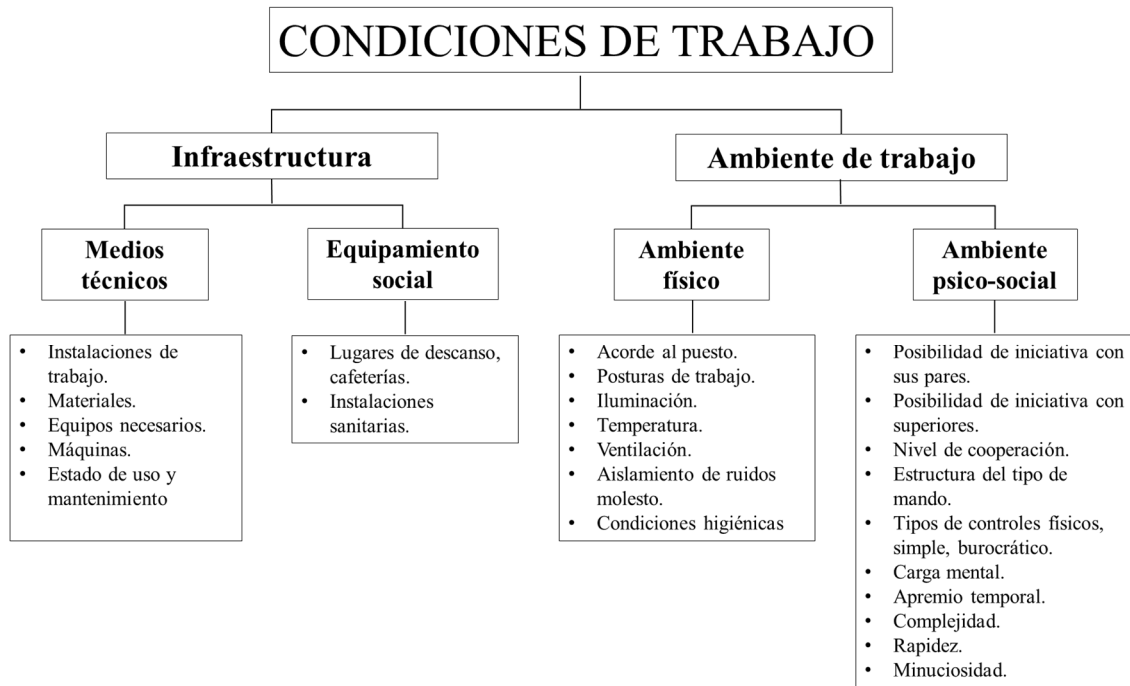 CONDICIONES DE TRABAJO
Infraestructura
Ambiente de trabajo
Medios
técnicos
Equipamiento
social
Ambiente
físico
Ambiente
psico-social
• Instalaciones de
trabajo.
• Materiales.
• Equipos necesarios.
• Máquinas.
• Estado de uso y
mantenimiento
• Lugares de descanso,
cafeterías.
• Instalaciones
sanitarias.
• Acorde al puesto.
• Posturas de trabajo.
• Iluminación.
• Temperatura.
• Ventilación.
• Aislamiento de ruidos
molesto.
• Condiciones higiénicas
• Posibilidad de iniciativa con
sus pares.
• Posibilidad de iniciativa con
superiores.
• Nivel de cooperación.
• Estructura del tipo de
mando.
• Tipos de controles físicos,
simple, burocrático.
• Carga mental.
• Apremio temporal.
• Complejidad.
• Rapidez.
• Minuciosidad.